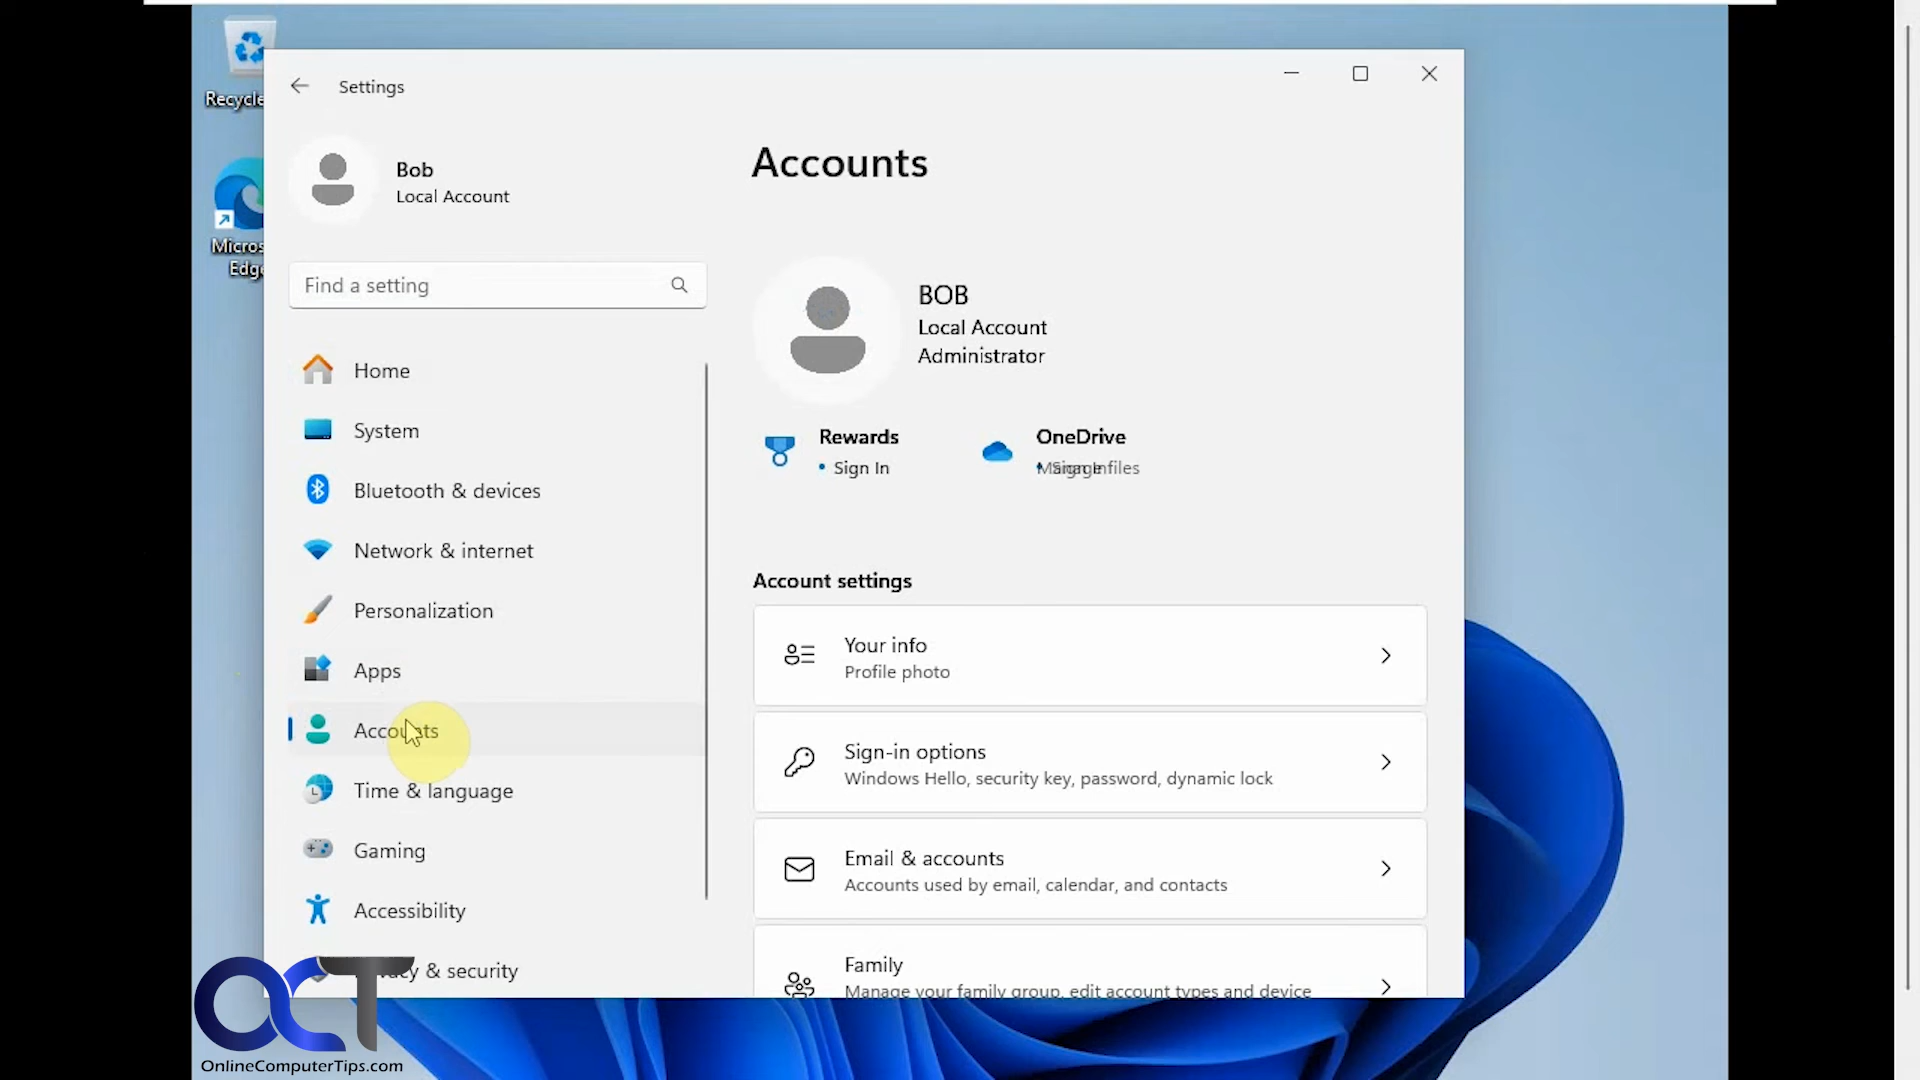 Recycle
Micros
Edge
Settings
Bob
Local Account
Find a setting
Home
System
Bluetooth & devices
Network & internet
Personalization
Apps
Accounts
Time & language
Gaming
Accessibility
cy & security
Accounts
BOB
Local Account
Administrator
Rewards
• Sign In
OneDrive
Manage files
• Sign In
Account settings
Your info
Profile photo
Sign-in options
Windows Hello, security key, password, dynamic lock
Email & accounts
Accounts used by email, calendar, and contacts
Family
Manage your family group, edit account types and device
OCT
OnlineComputerTips.com